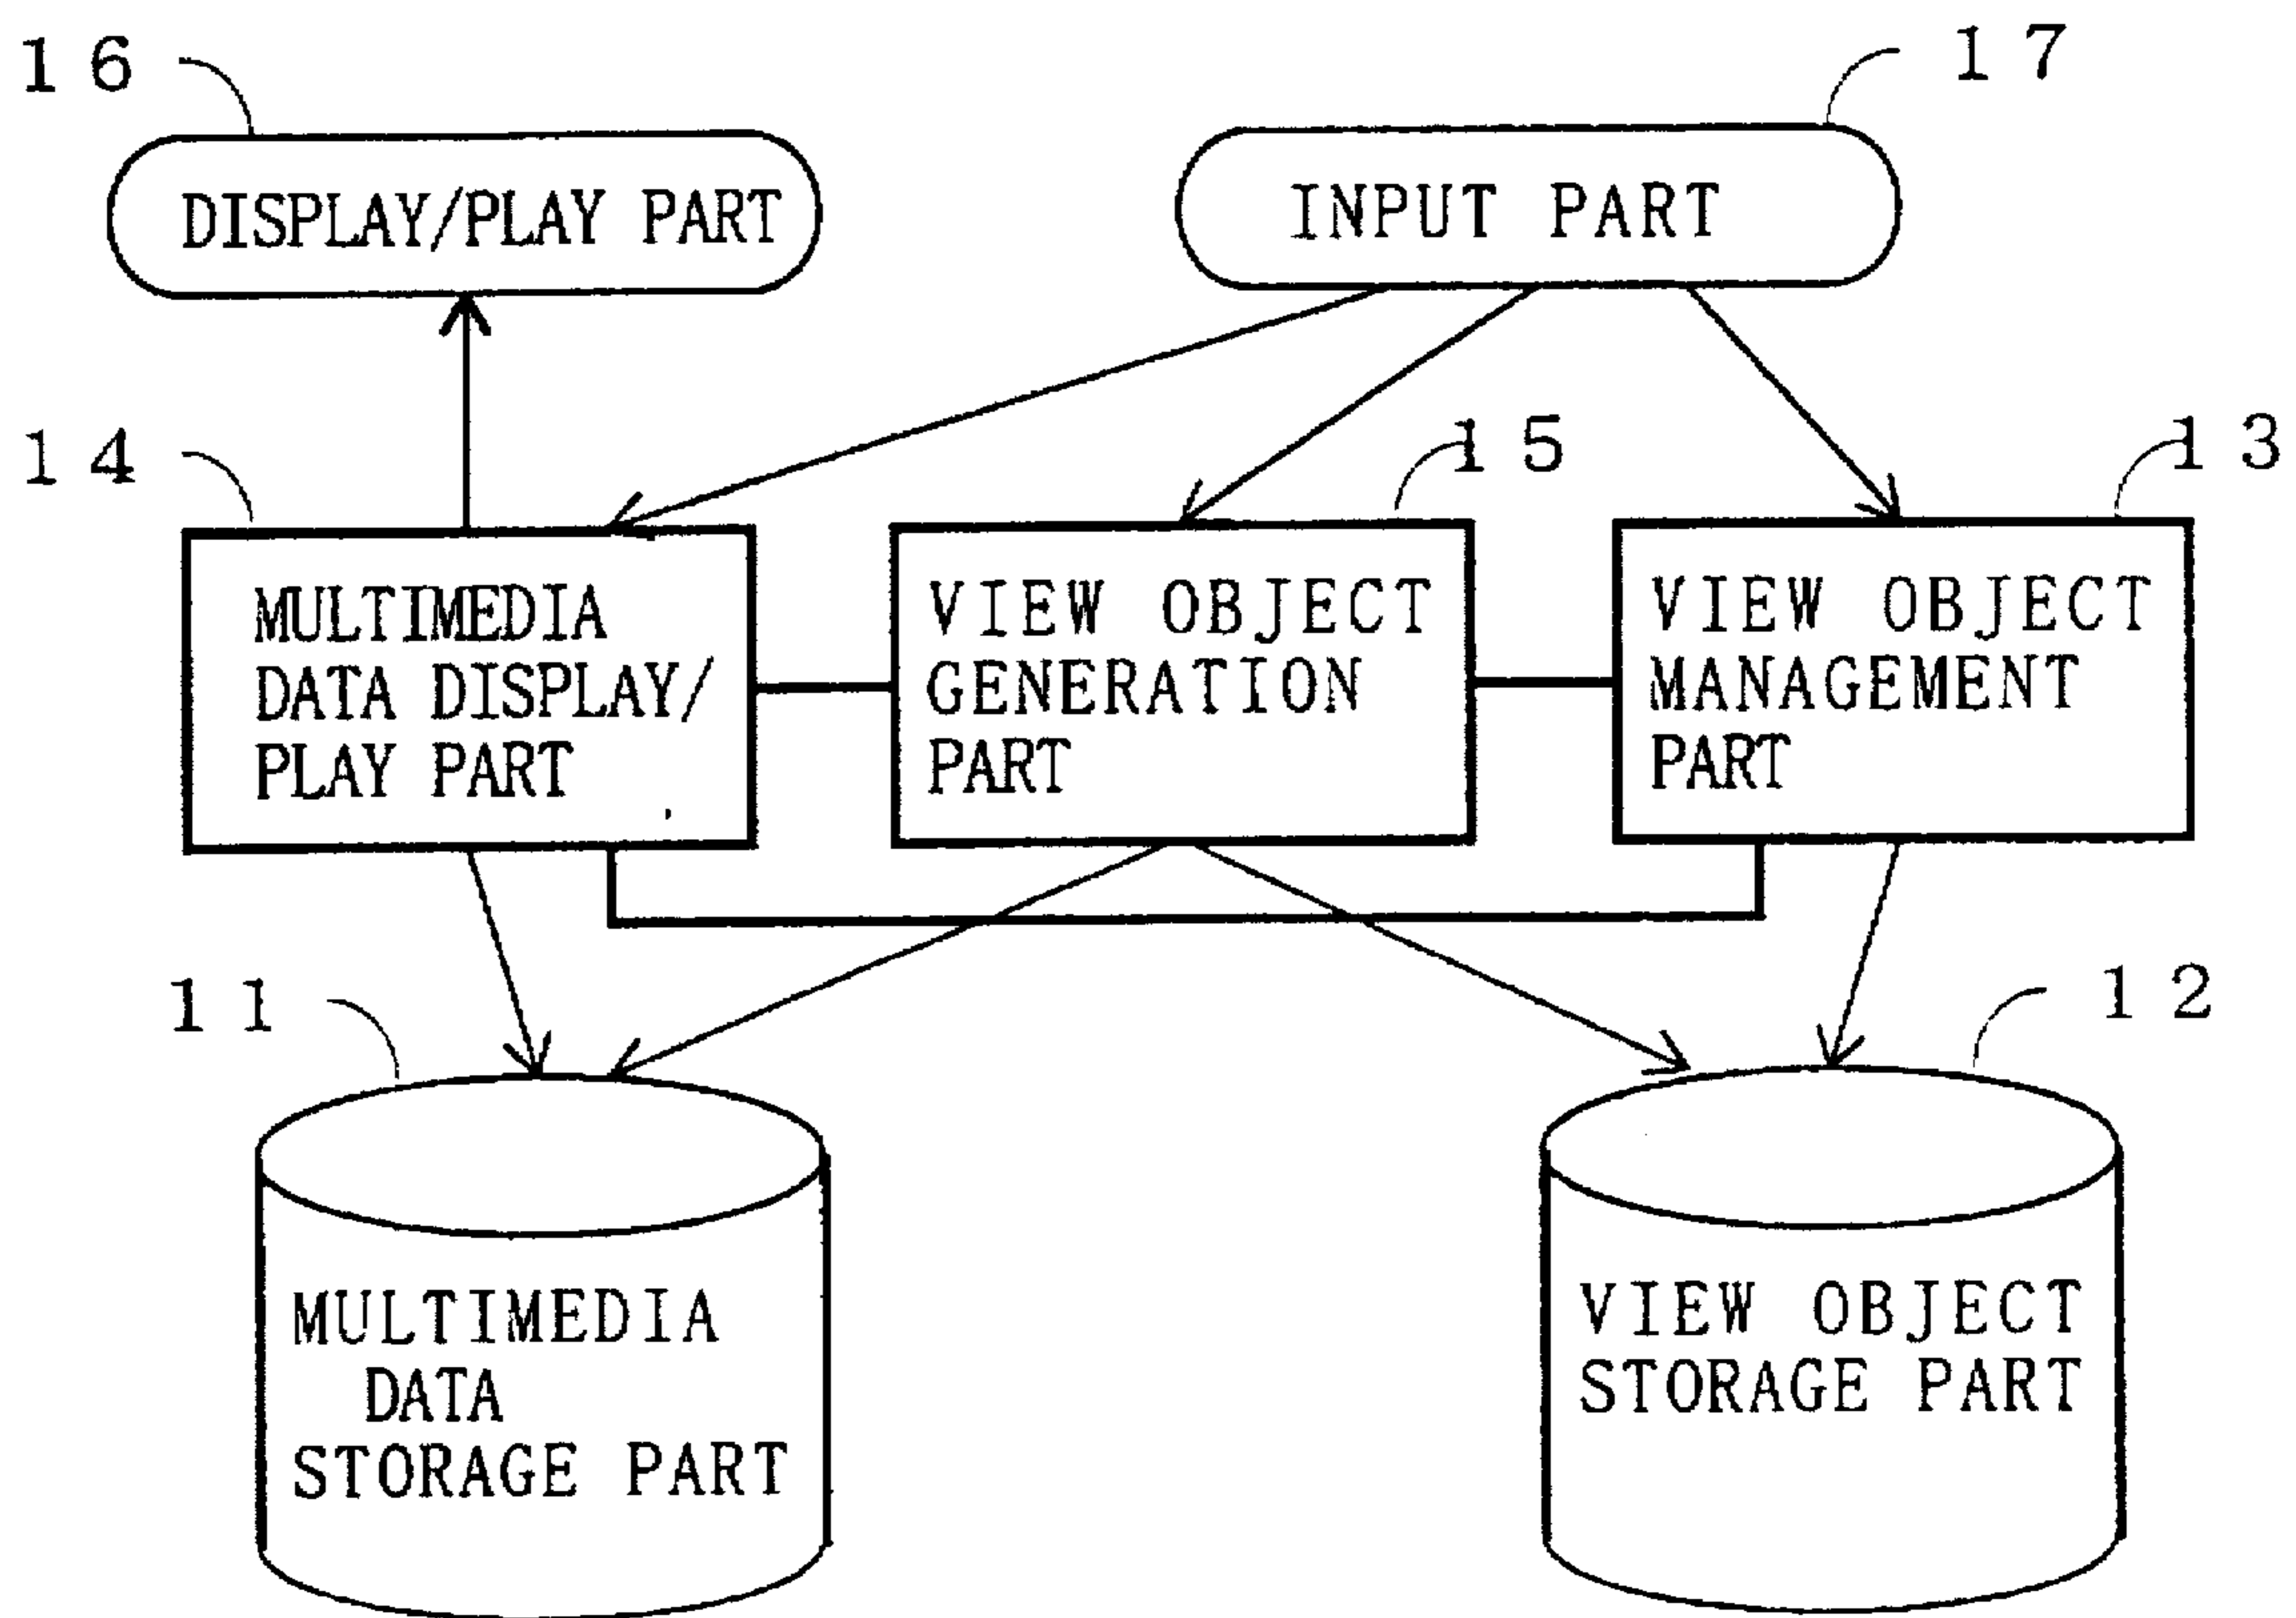 16
17
DISPLAY/PLAY PART
INPUT PART
14
15
13
MULTIMEDIA
DATA DISPLAY/
PLAY PART
VIEW OBJECT
GENERATION
PART
VIEW OBJECT
MANAGEMENT
PART
11
12
MULTIMEDIA
DATA
STORAGE PART
VIEW OBJECT
STORAGE PART